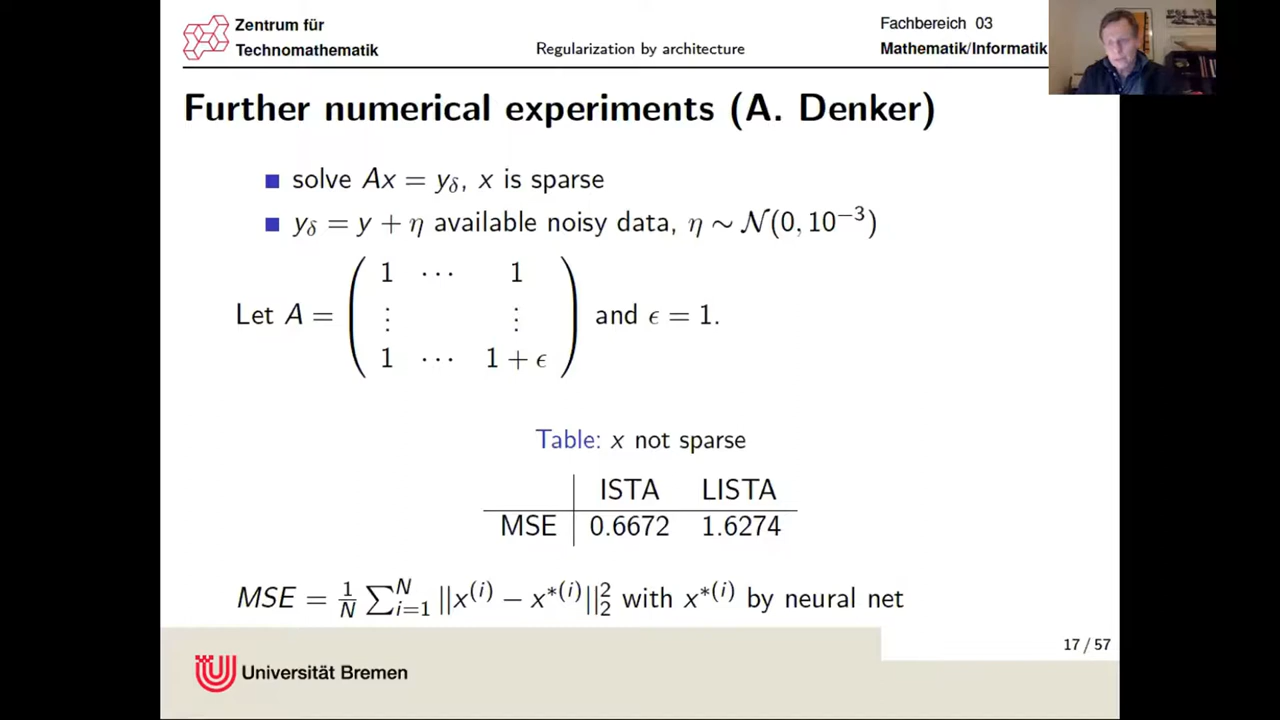 Zentrum für
Technomathematik
Regularization by architecture
Fachbereich 03
Mathematik/Informatik
Further numerical experiments (A. Denker)
solve Ax = y_δ, x is sparse
y_δ = y + η available noisy data, η ∼ 𝒩(0, 10^{−3})
Let A = ( 1 ⋯ 1 ⋮ ⋮ 1 ⋯ 1 + ϵ ) and ϵ = 1.
Table: x not sparse
ISTA LISTA
MSE 0.6672 1.6274
MSE = 1/N ∑_{i=1}^{N} ||x^{(i)} − x^{*(i)}||_2^2 with x^{*(i)} by neural net
17 / 57
Universität Bremen